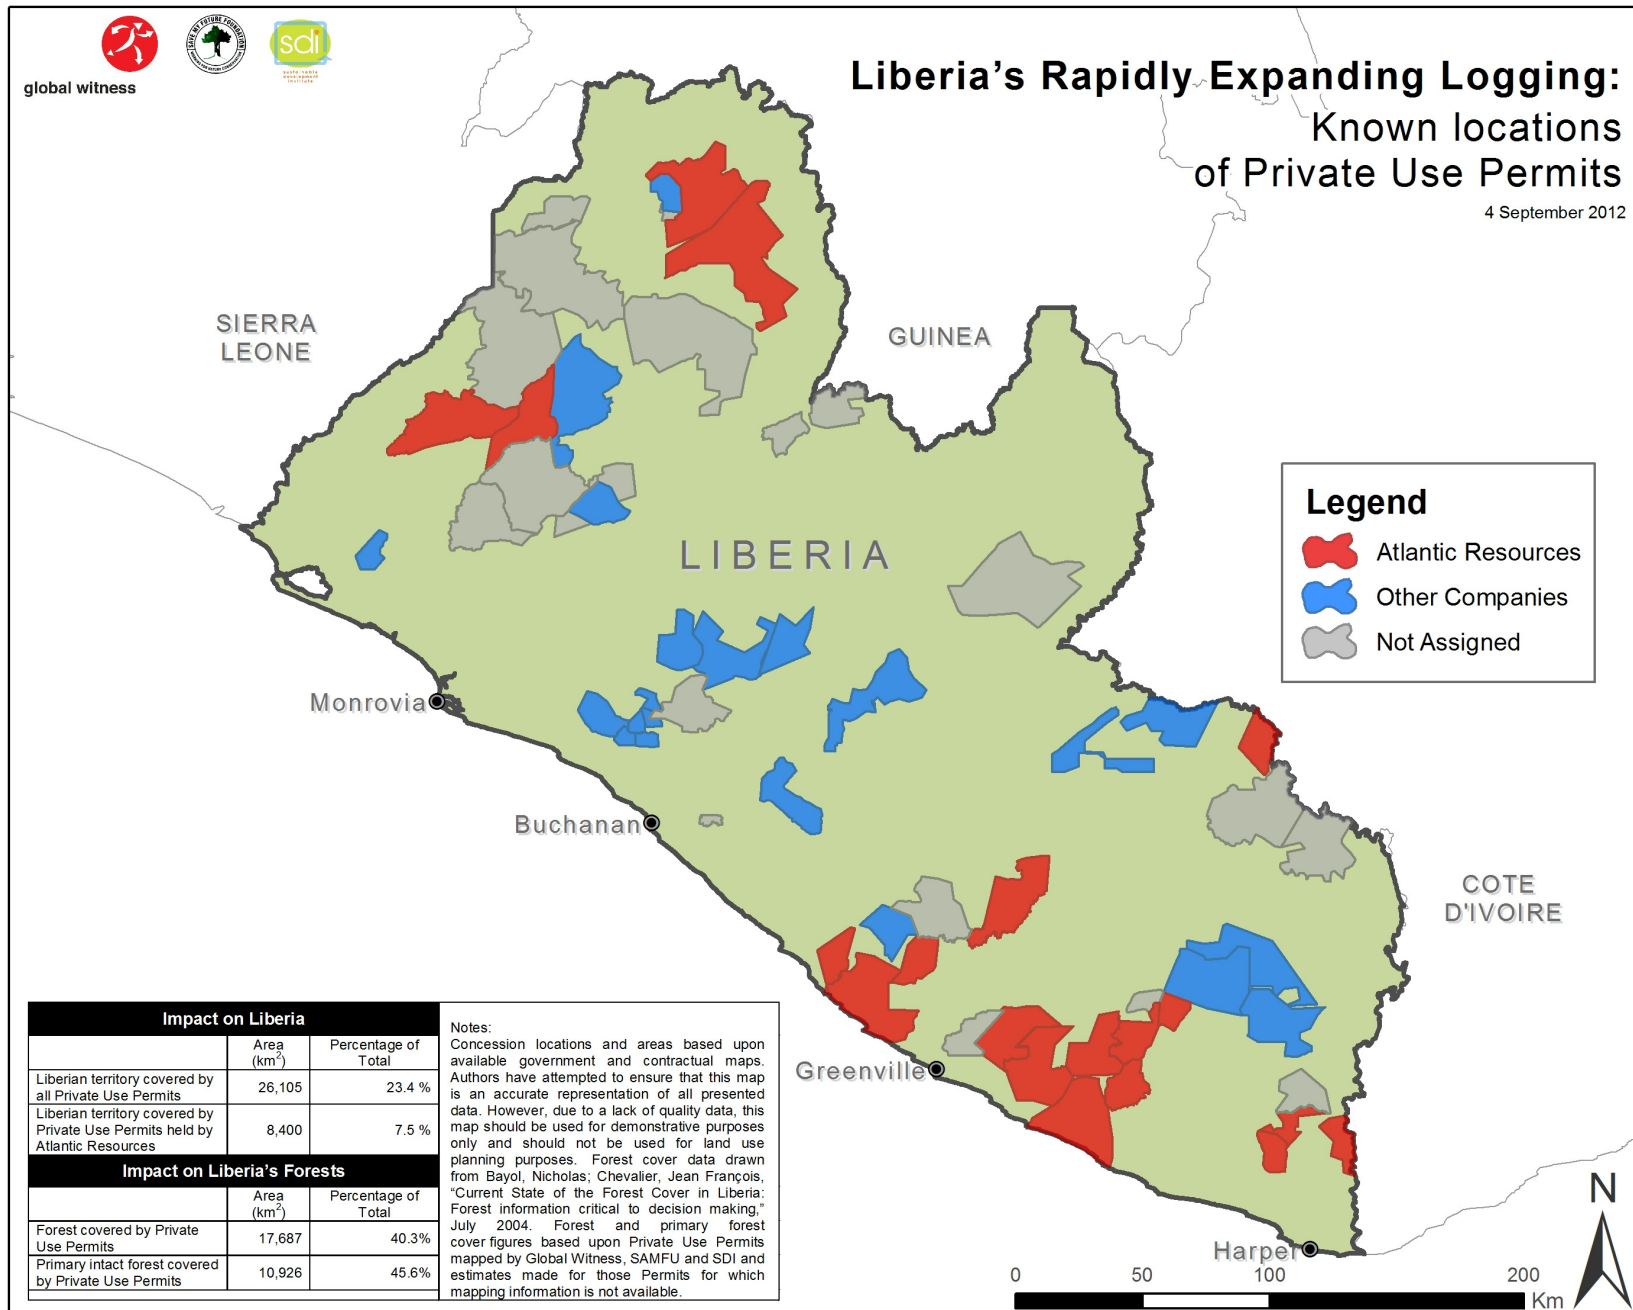 global witness
SAVE MY FUTURE FOUNDATION
sdi
sustainable
development
institute
Liberia's Rapidly Expanding Logging:
Known locations
of Private Use Permits
4 September 2012
SIERRA
LEONE
GUINEA
LIBERIA
Legend
Atlantic Resources
Other Companies
Not Assigned
Monrovia
Buchanan
COTE
D'IVOIRE
Greenville
Harper
N
0 50 100 200
Km
Impact on Liberia
Area
(km2)
Percentage of
Total
Liberian territory covered by
all Private Use Permits
26,105
23.4 %
Liberian territory covered by
Private Use Permits held by
Atlantic Resources
8,400
7.5 %
Impact on Liberia's Forests
Area
(km2)
Percentage of
Total
Forest covered by Private
Use Permits
17,687
40.3%
Primary intact forest covered
by Private Use Permits
10,926
45.6%
Notes:
Concession locations and areas based upon
available government and contractual maps.
Authors have attempted to ensure that this map
is an accurate representation of all presented
data. However, due to a lack of quality data, this
map should be used for demonstrative purposes
only and should not be used for land use
planning purposes. Forest cover data drawn
from Bayol, Nicholas; Chevalier, Jean François,
"Current State of the Forest Cover in Liberia:
Forest information critical to decision making,"
July 2004. Forest and primary forest
cover figures based upon Private Use Permits
mapped by Global Witness, SAMFU and SDI and
estimates made for those Permits for which
mapping information is not available.